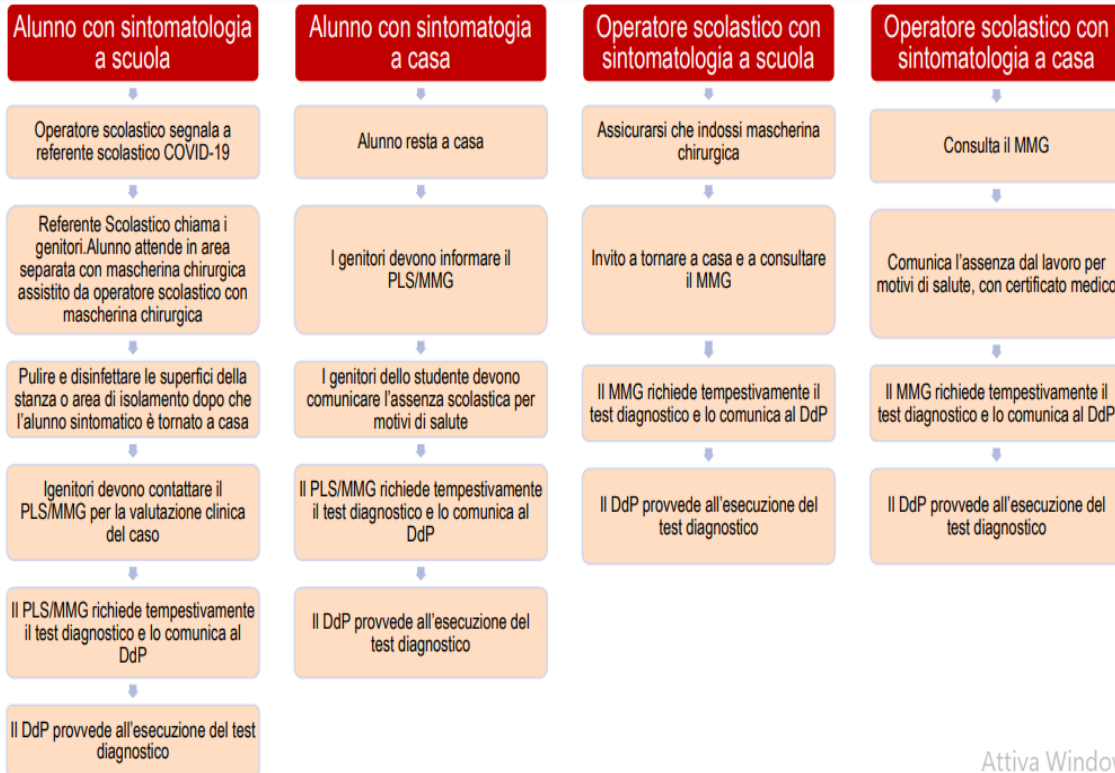 Alunno con sintomatologia
a scuola
Operatore scolastico segnala a
referente scolastico COVID-19
Referente Scolastico chiama i
genitori.Alunno attende in area
separata con mascherina chirurgica
assistito da operatore scolastico con
mascherina chirurgica
Pulire e disinfettare le superfici della
stanza o area di isolamento dopo che
l'alunno sintomatico è tornato a casa
Igenitori devono contattare il
PLS/MMG per la valutazione clinica
del caso
Il PLS/MMG richiede tempestivamente
il test diagnostico e lo comunica al
DdP
Il DdP provvede all'esecuzione del test
diagnostico
Alunno con sintomatogia
a casa
Alunno resta a casa
I genitori devono informare il
PLS/MMG
I genitori dello studente devono
comunicare l'assenza scolastica per
motivi di salute
Il PLS/MMG richiede tempestivamente
il test diagnostico e lo comunica al
DdP
Il DdP provvede all'esecuzione del
test diagnostico
Operatore scolastico con
sintomatologia a scuola
Assicurarsi che indossi mascherina
chirurgica
Invito a tornare a casa e a consultare
il MMG
Il MMG richiede tempestivamente il
test diagnostico e lo comunica al DdP
Il DdP provvede all'esecuzione del
test diagnostico
Operatore scolastico con
sintomatologia a casa
Consulta il MMG
Comunica l'assenza dal lavoro per
motivi di salute, con certificato medico
Il MMG richiede tempestivamente il
test diagnostico e lo comunica al DdP
Il DdP provvede all'esecuzione del
test diagnostico
Attiva Window